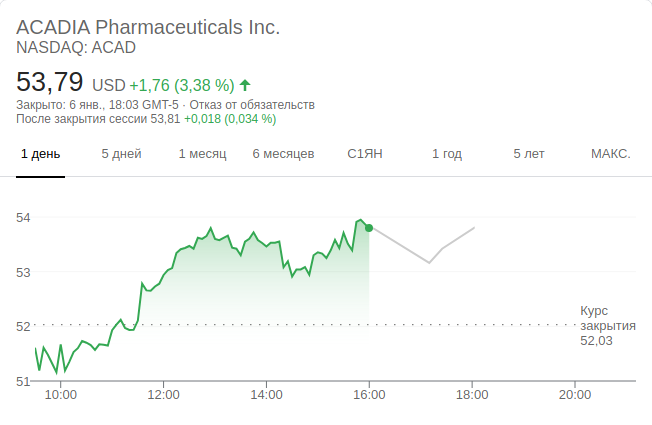 ACADIA Pharmaceuticals Inc.
NASDAQ: ACAD
53,79 USD +1,76 (3,38 %)
Закрыто: 6 янв., 18:03 GMT-5 · Отказ от обязательств
После закрытия сессии 53,81 +0,018 (0,034 %)
1 день 5 дней 1 месяц 6 месяцев С1ЯН 1 год 5 лет МАКС.
54
53
Курс
52 закрытия
52,03
51
10:00 12:00 14:00 16:00 18:00 20:00